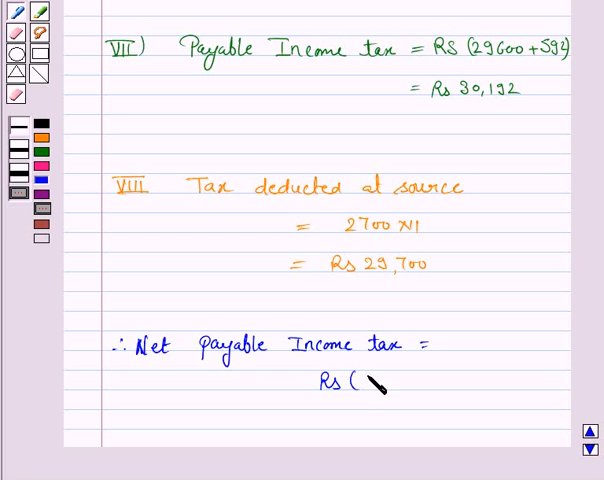 VII) Payable Income tax = RS (29600+592)
= Rs 30,192
VIII Tax deducted at source
= 2700 x11
= Rs 29,700
∴ Net Payable Income tax =
Rs (